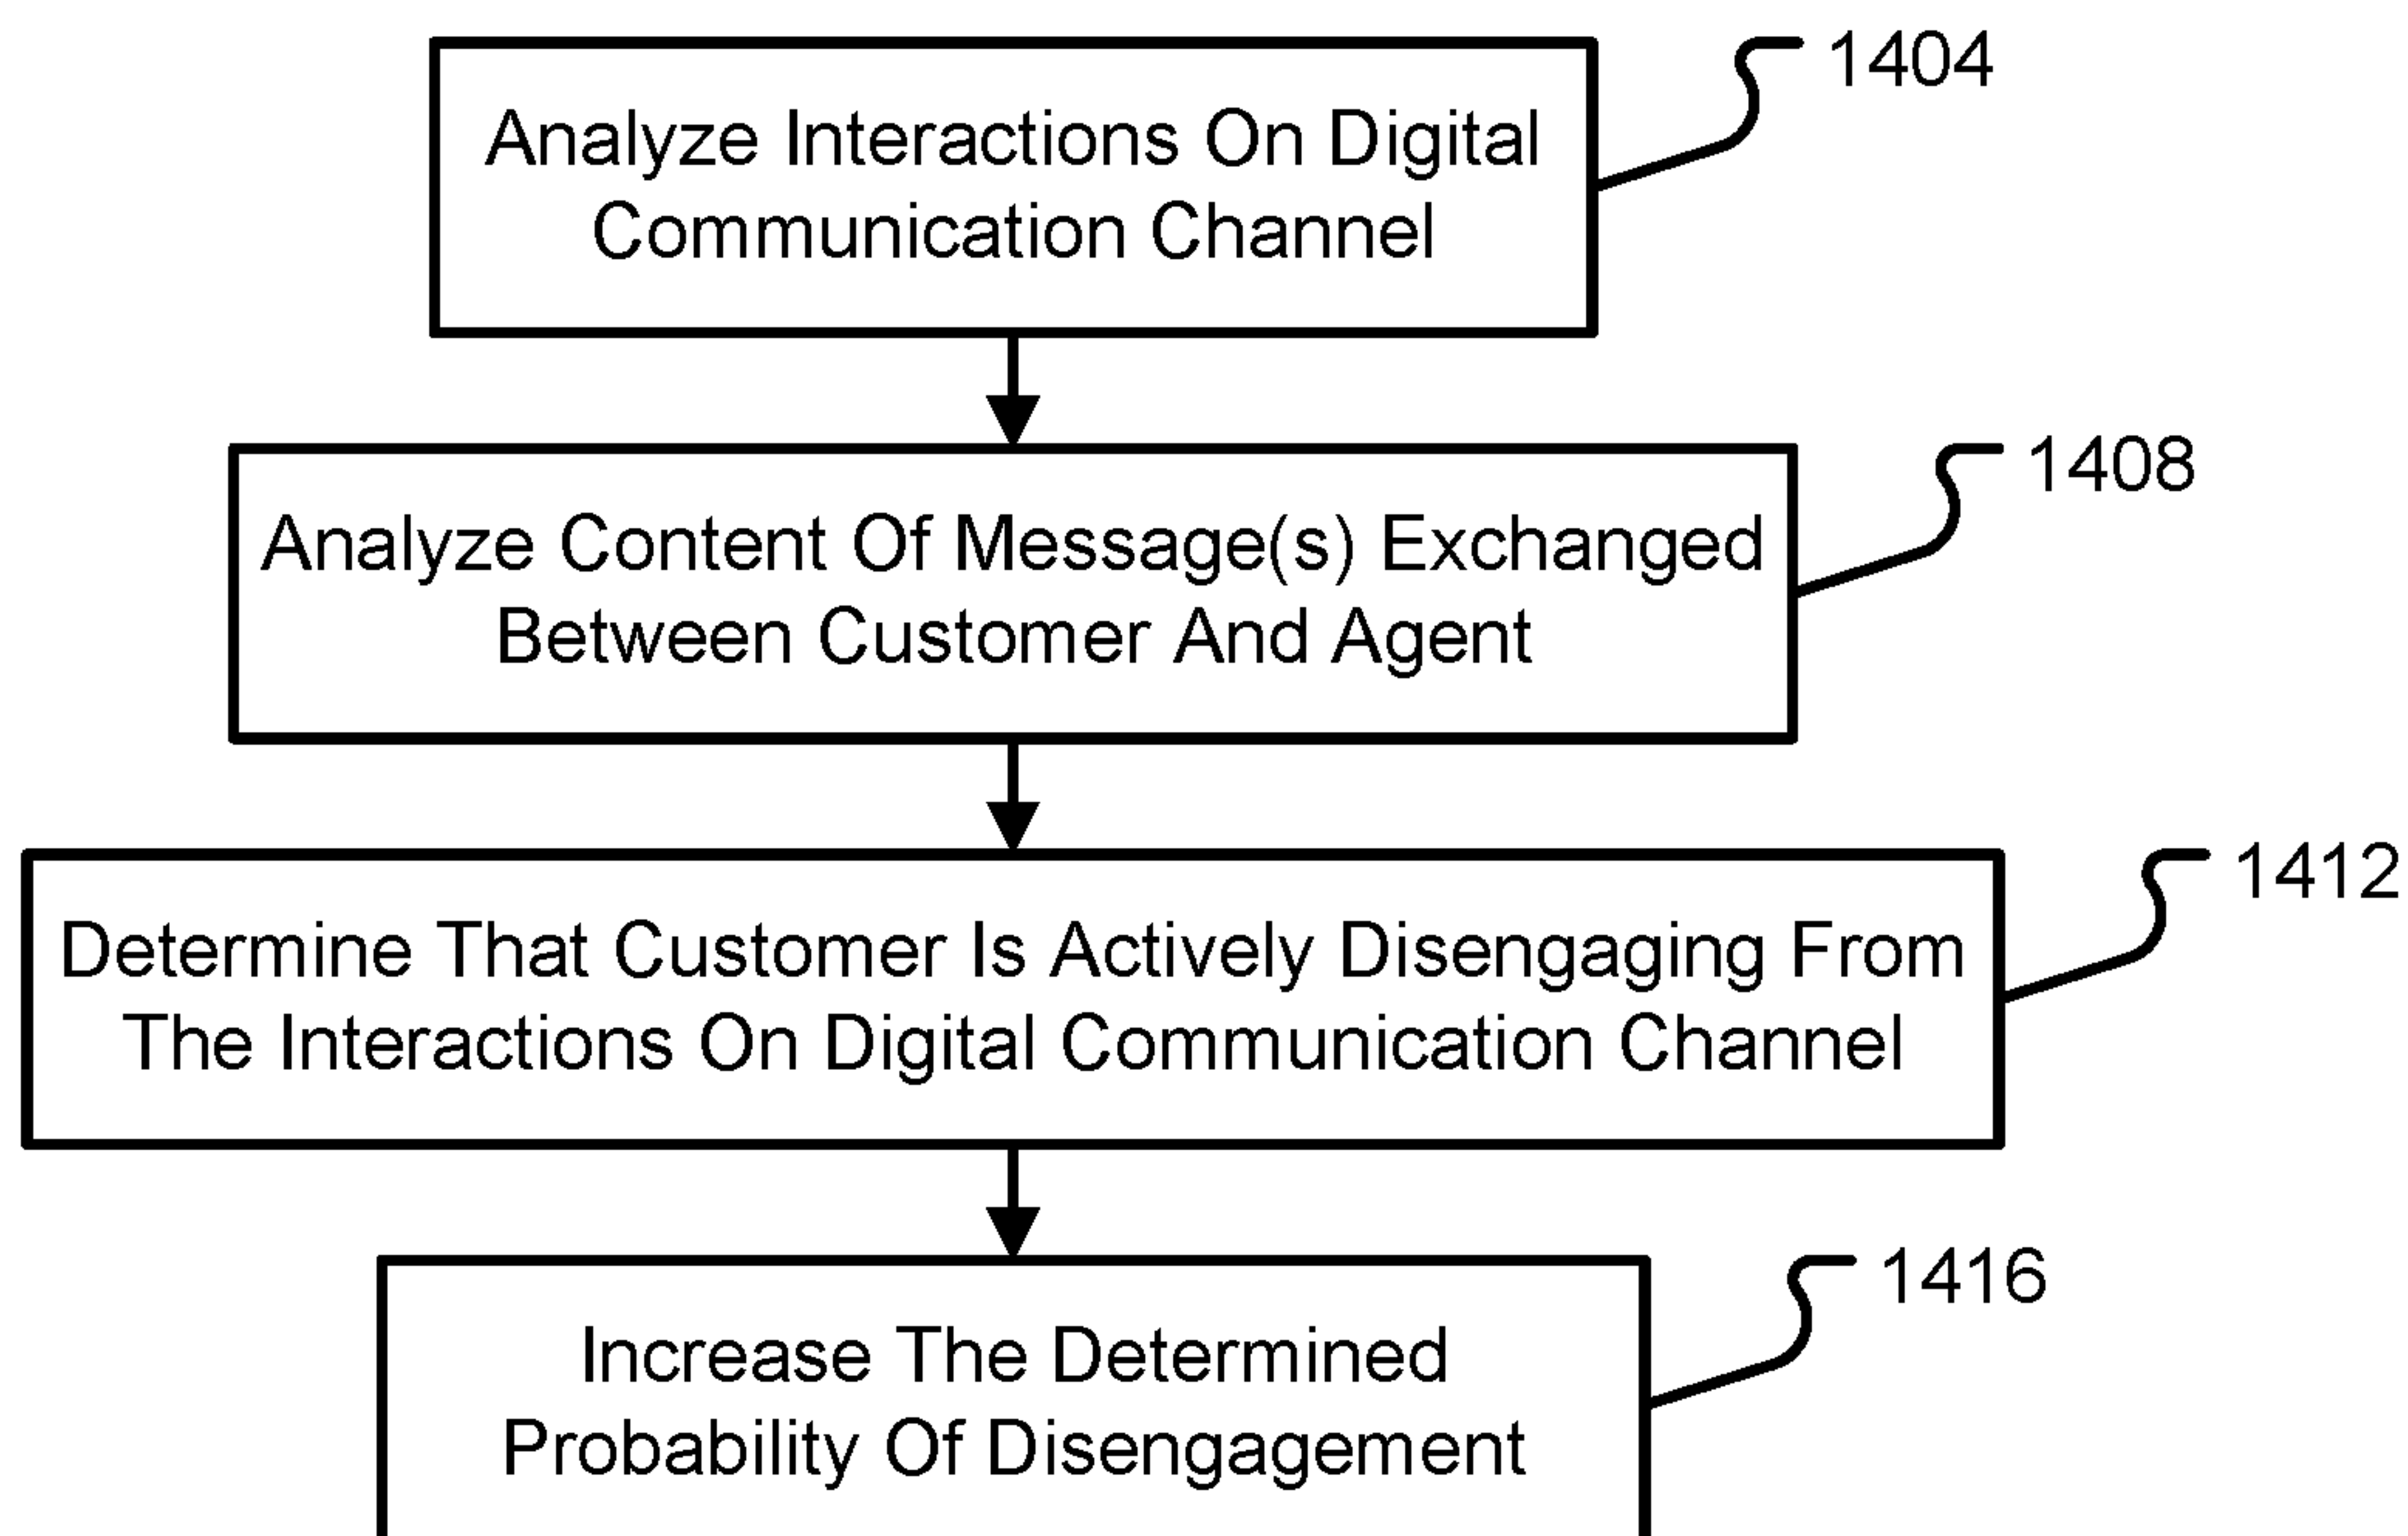 1404
Analyze Interactions On Digital
Communication Channel
1408
Analyze Content Of Message(s) Exchanged
Between Customer And Agent
1412
Determine That Customer Is Actively Disengaging From
The Interactions On Digital Communication Channel
1416
Increase The Determined
Probability Of Disengagement